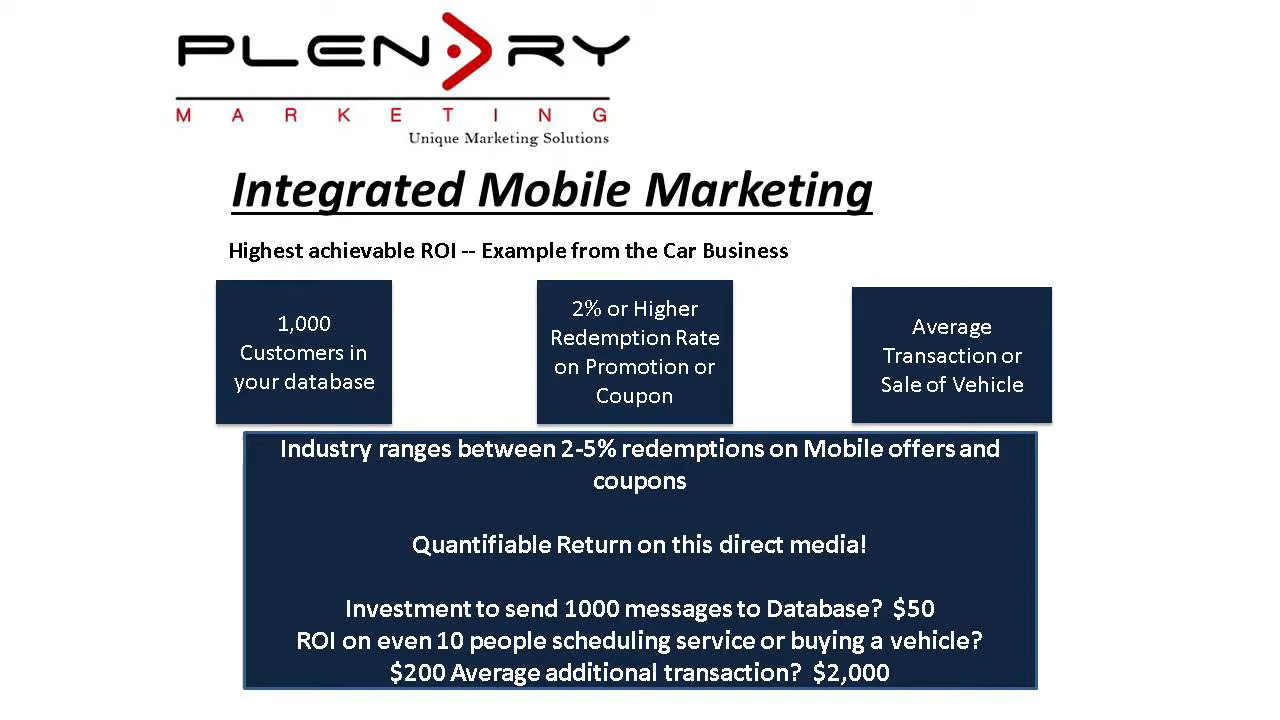 PLENARY
MARKETING
Unique Marketing Solutions
Integrated Mobile Marketing
Highest achievable ROI -- Example from the Car Business
1,000
Customers in
your database
2% or Higher
Redemption Rate
on Promotion or
Coupon
Average
Transaction or
Sale of Vehicle
Industry ranges between 2-5% redemptions on Mobile offers and
coupons
Quantifiable Return on this direct media!
Investment to send 1000 messages to Database? $50
ROI on even 10 people scheduling service or buying a vehicle?
$200 Average additional transaction? $2,000